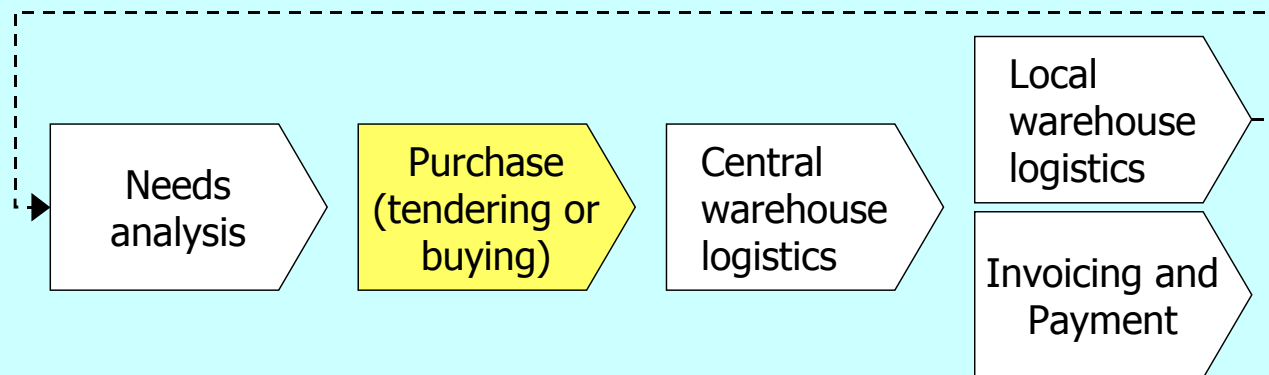 Needs
analysis
Purchase
(tendering or
buying)
Central
warehouse
logistics
Local
warehouse
logistics
Invoicing and
Payment